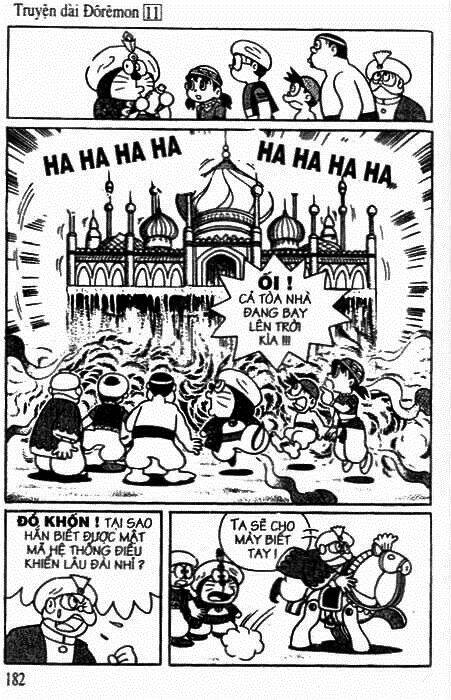 Truyện dài Đôrêmon 11
HA HA HA HA
HA HA HA HA
ỐI !
CẢ TÒA NHÀ
ĐANG BAY
LÊN TRỜI
KÌA !!!
ĐỒ KHỐN ! TẠI SAO
HẮN BIẾT ĐƯỢC MẬT
MÃ HỆ THỐNG ĐIỀU
KHIỂN LÂU ĐÀI NHỈ ?
TA SẼ CHO
MÀY BIẾT
TAY !
182